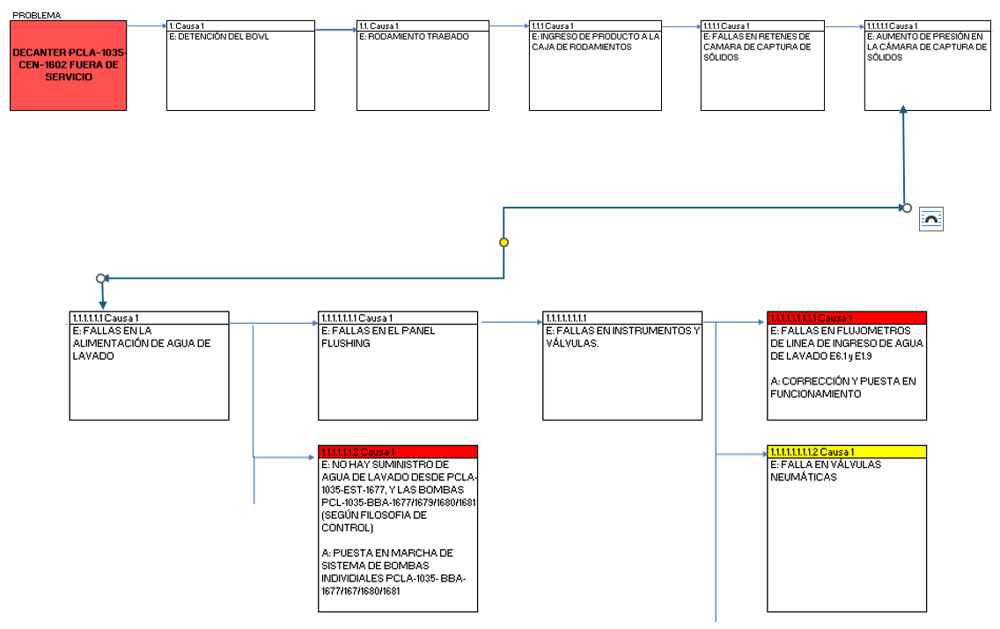 PROBLEMA
DECANTER PCLA-1035-
CEN-1602 FUERA DE
SERVICIO
1. Causa 1
E: DETENCIÓN DEL BOWL
1.1. Causa 1
E: RODAMIENTO TRABADO
1.1.1 Causa 1
E: INGRESO DE PRODUCTO A LA
CAJA DE RODAMIENTOS
1.1.1.1 Causa 1
E: FALLAS EN RETENES DE
CAMARA DE CAPTURA DE
SÓLIDOS
1.1.1.1.1 Causa 1
E: AUMENTO DE PRESIÓN EN
LA CÁMARA DE CAPTURA DE
SÓLIDOS
1.1.1.1.1.1 Causa 1
E: FALLAS EN LA
ALIMENTACIÓN DE AGUA DE
LAVADO
1.1.1.1.1.1.1 Causa 1
E: FALLAS EN EL PANEL
FLUSHING
1.1.1.1.1.1.1.1
E: FALLAS EN INSTRUMENTOS Y
VÁLVULAS.
1.1.1.1.1.1.1.1.1 Causa 1
E: FALLAS EN FLUJOMETROS
DE LINEA DE INGRESO DE AGUA
DE LAVADO E6.1 y E1.9
A: CORRECCIÓN Y PUESTA EN
FUNCIONAMIENTO
1.1.1.1.1.1.2 Causa 1
E: NO HAY SUMINISTRO DE
AGUA DE LAVADO DESDE PCLA-
1035-EST-1677, Y LAS BOMBAS
PCL-1035-BBA-1677/1679/1680/1681
(SEGÚN FILOSOFIA DE
CONTROL)
A: PUESTA EN MARCHA DE
SISTEMA DE BOMBAS
INDIVIDIALES PCLA-1035- BBA-
1677/167/1680/1681
1.1.1.1.1.1.1.1.2 Causa 1
E: FALLA EN VÁLVULAS
NEUMÁTICAS